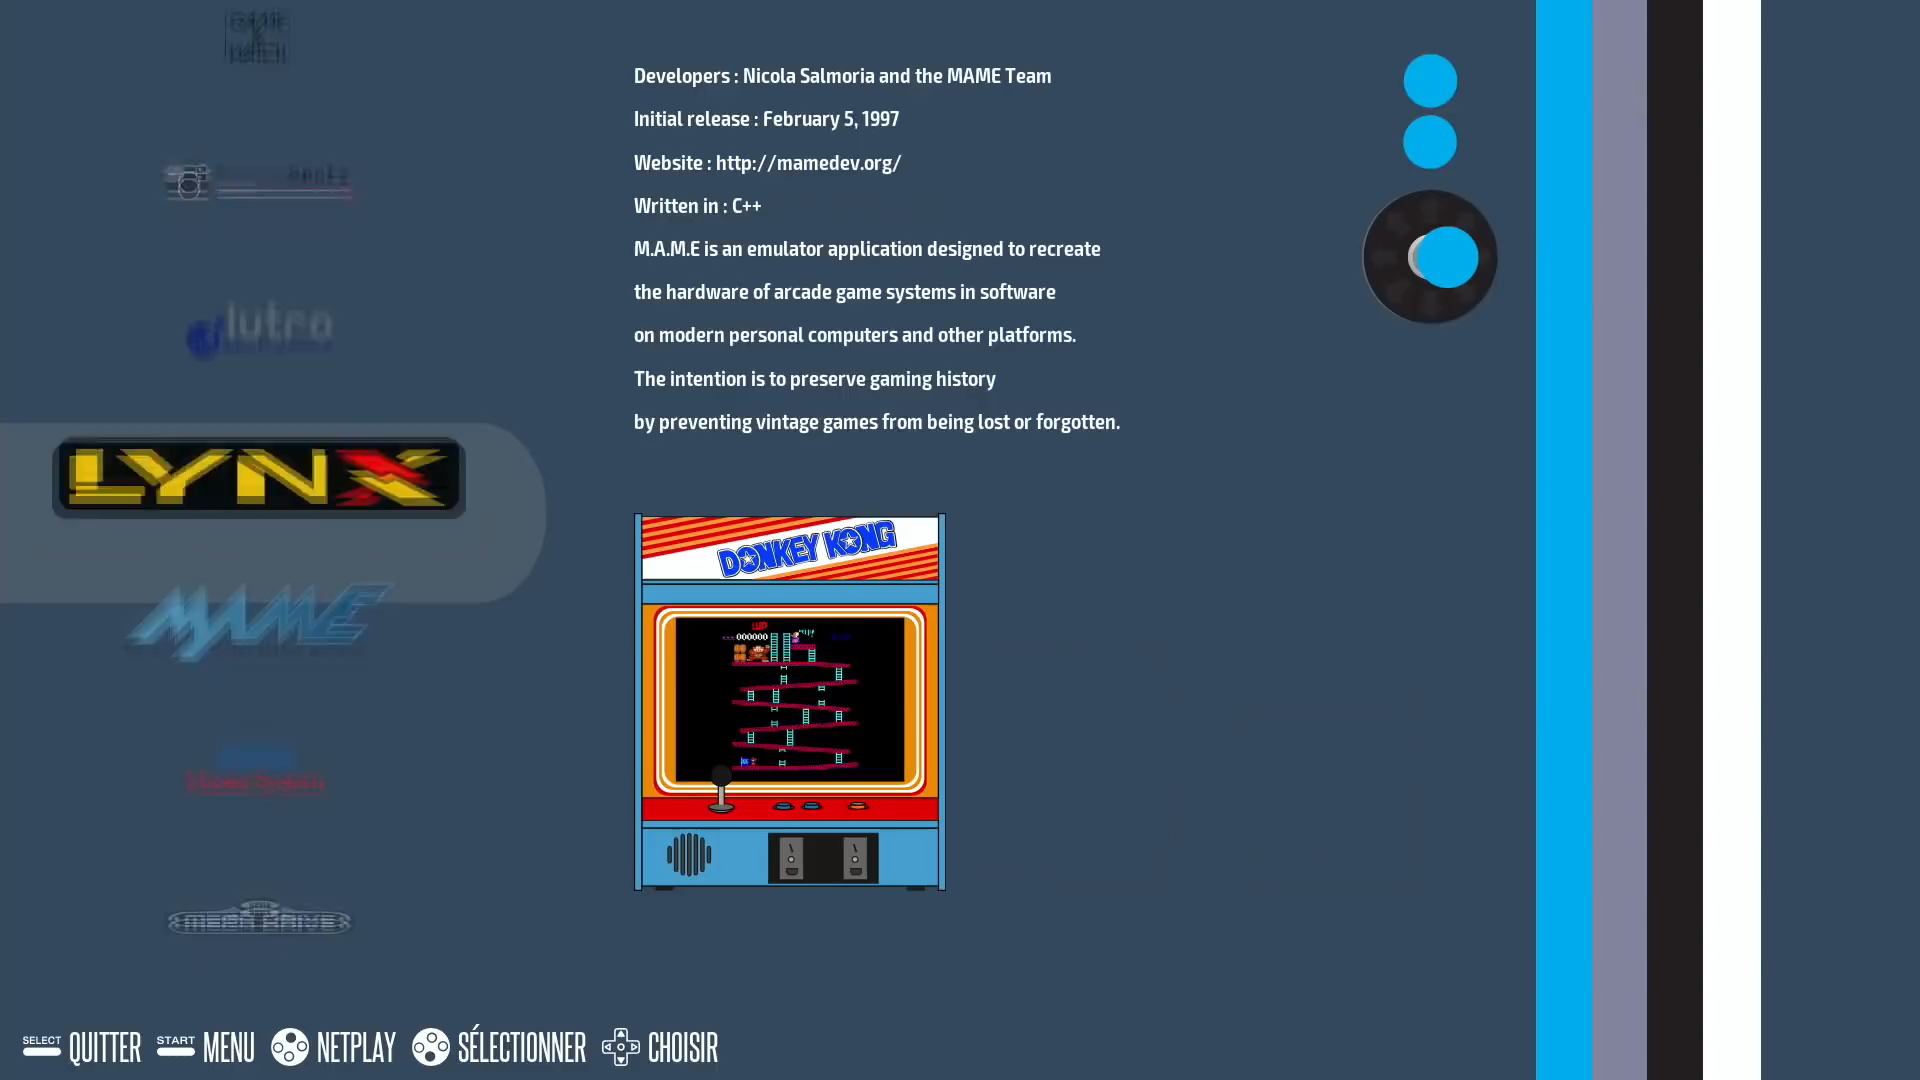 Developers : Nicola Salmoria and the MAME Team
Initial release : February 5, 1997
Website : http://mamedev.org/
Written in : C++
M.A.M.E is an emulator application designed to recreate
the hardware of arcade game systems in software
on modern personal computers and other platforms.
The intention is to preserve gaming history
by preventing vintage games from being lost or forgotten.
lutro
LYNX
MAME
DONKEY KONG
1UP
000000
SELECT QUITTER START MENU NETPLAY SÉLECTIONNER CHOISIR